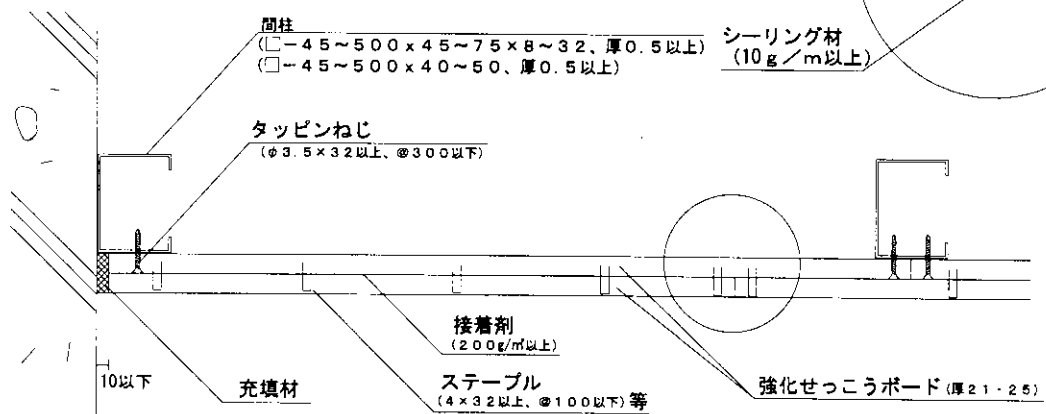 間柱
(⊏－４５～５００ｘ４５～７５×８～３２、厚０.５以上)
(□－４５～５００ｘ４０～５０、厚０.５以上)
シーリング材
(10ｇ／ｍ以上)
タッピンねじ
(φ３.５×３２以上、＠３００以下)
接着剤
(２００g/㎡以上)
10以下
充填材
ステープル
(４×３２以上、＠１００以下)等
強化せっこうボード(厚２１・２５)